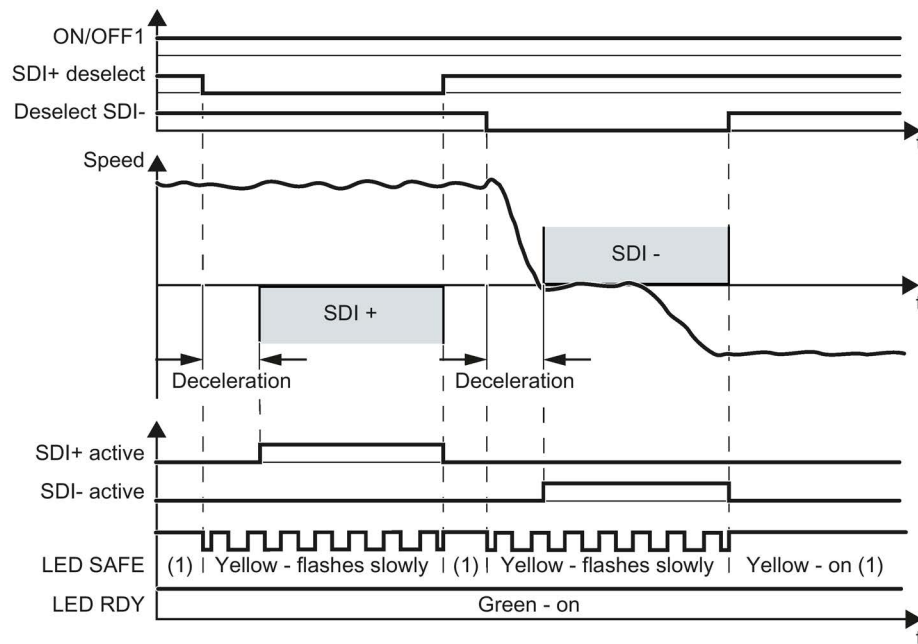 ON/OFF1
SDI+ deselect
Deselect SDI-
t
Speed
SDI -
t
SDI +
Deceleration
Deceleration
SDI+ active
SDI- active
LED SAFE
(1)
Yellow - flashes slowly
(1)
Yellow - flashes slowly
Yellow - on (1)
LED RDY
Green - on
t